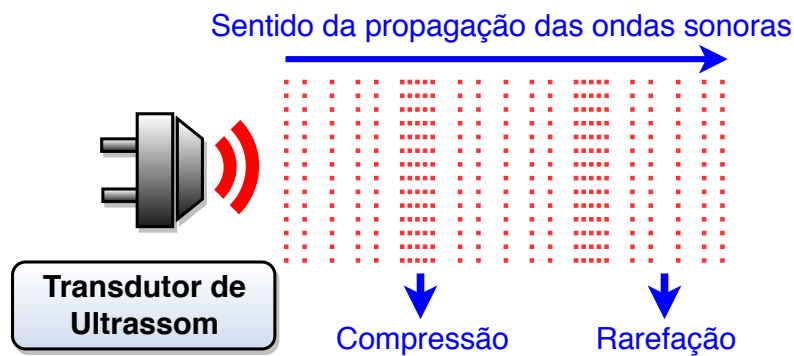 Sentido da propagação das ondas sonoras
Transdutor de
Ultrassom
Compressão
Rarefação